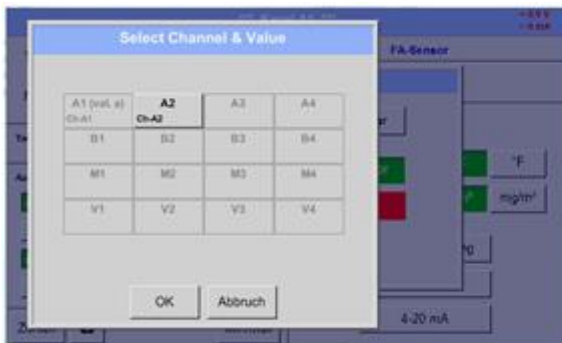 Select Channel & Value
FA-Sensor
A1 (val. a)
Ch-A1
A2
Ch-A2
A3
A4
B1
B2
B3
B4
M1
M2
M3
M4
V1
V2
V3
V4
°F
mg/m³
OK
Abbruch
4-20 mA